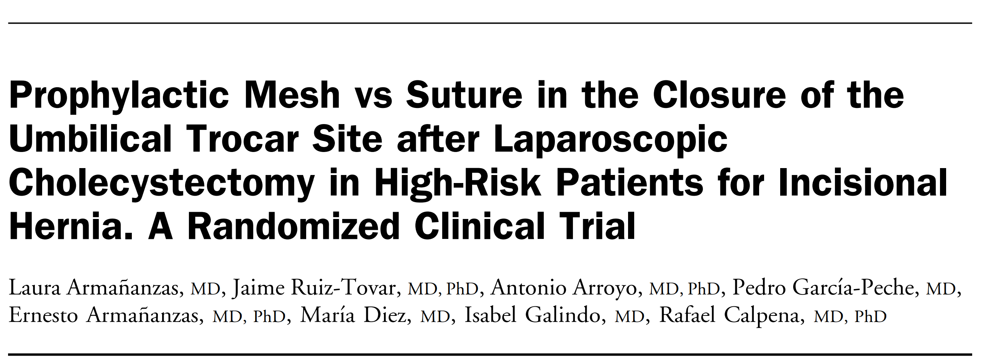 Prophylactic Mesh vs Suture in the Closure of the
Umbilical Trocar Site after Laparoscopic
Cholecystectomy in High-Risk Patients for Incisional
Hernia. A Randomized Clinical Trial
Laura Armañanzas, MD, Jaime Ruiz-Tovar, MD, PhD, Antonio Arroyo, MD, PhD, Pedro García-Peche, MD,
Ernesto Armañanzas, MD, PhD, María Diez, MD, Isabel Galindo, MD, Rafael Calpena, MD, PhD